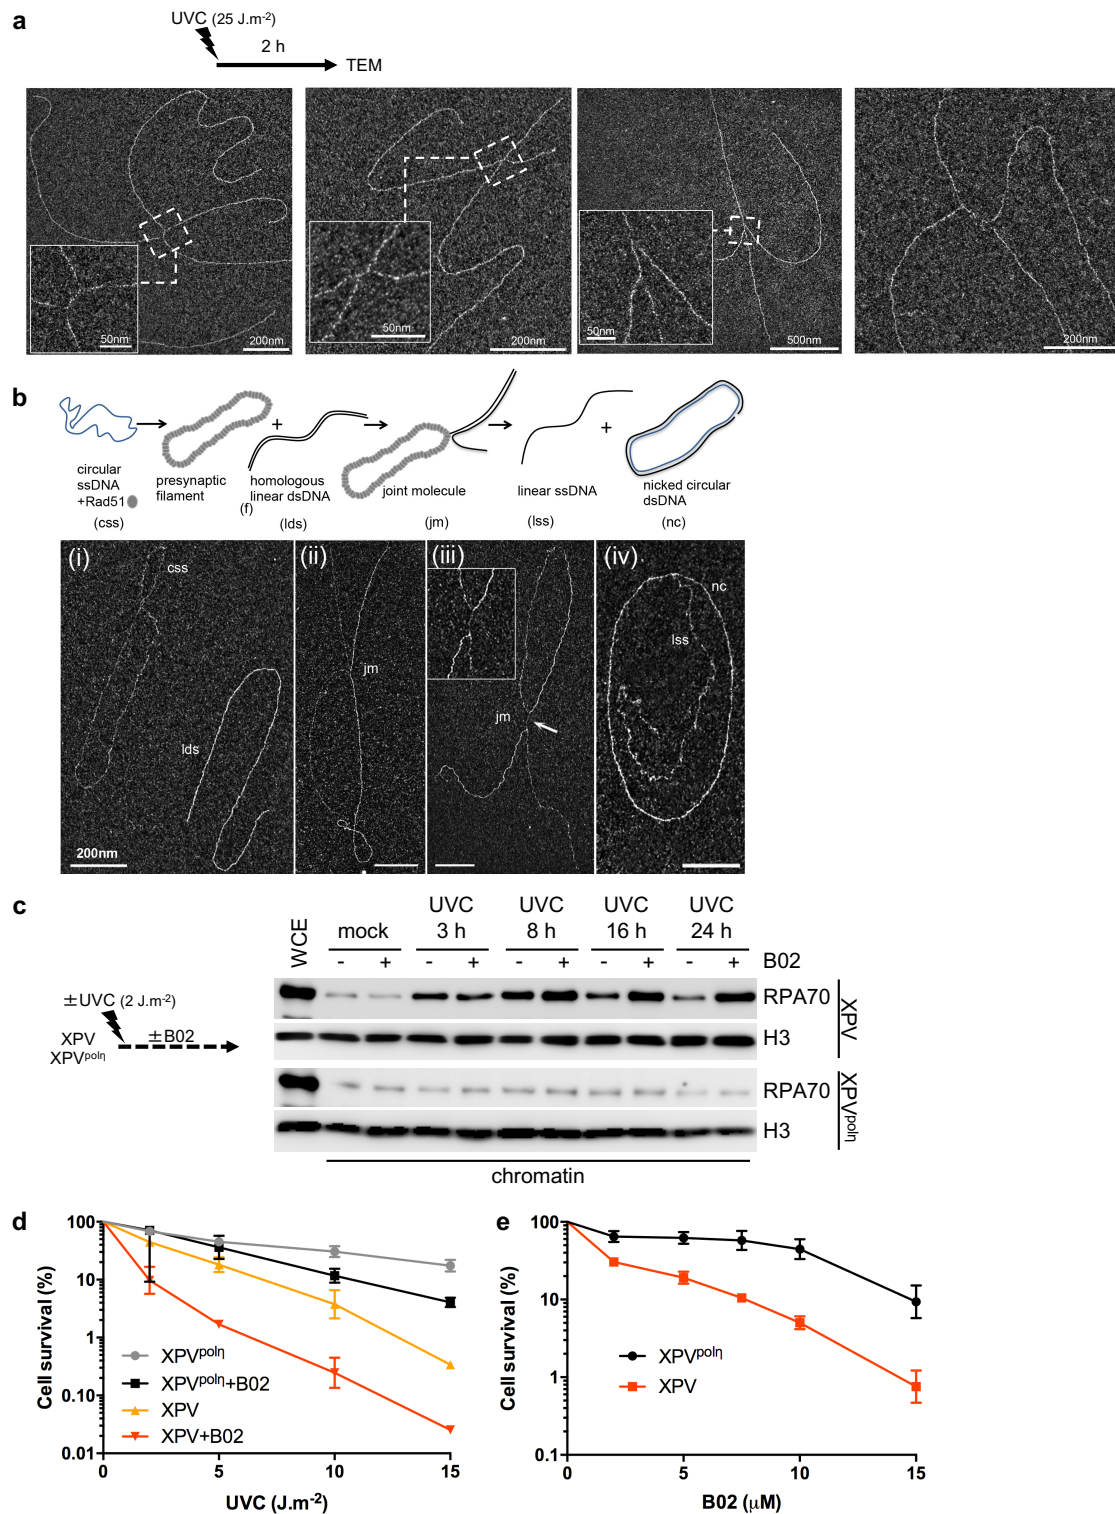 a
UVC (25 J.m-2)
2 h
TEM
50nm
200nm
50nm
200nm
50nm
500nm
200nm
b
+
+
circular
ssDNA
+Rad51
(css)
presynaptic
filament
(f)
homologous
linear dsDNA
(lds)
joint molecule
(jm)
linear ssDNA
(lss)
nicked circular
dsDNA
(nc)
(i)
css
lds
200nm
(ii)
jm
(iii)
jm
(iv)
nc
lss
c
WCE
mock
UVC
3 h
UVC
8 h
UVC
16 h
UVC
24 h
- + - + - + - + - + B02
±UVC (2 J.m-2)
±B02
XPV
XPVpolη
RPA70
H3
XPV
RPA70
H3
XPVpolη
chromatin
d
Cell survival (%)
100
10
1
0.10
0.01
XPVpolη
XPVpolη+B02
XPV
XPV+B02
0 5 10 15
UVC (J.m-2)
e
Cell survival (%)
100
10
1
0.1
XPVpolη
XPV
0 5 10 15
B02 (μM)